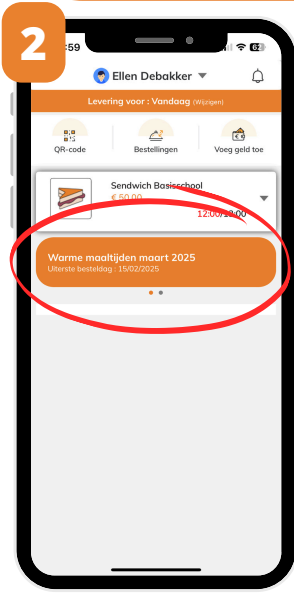 2
:59
Ellen Debakker
Levering voor : Vandaag (Wijzigen)
QR-code
Bestellingen
Voeg geld toe
Sendwich Basisschool
€ 50.00
12:00/13:00
Warme maaltijden maart 2025
Uiterste besteldag : 15/02/2025